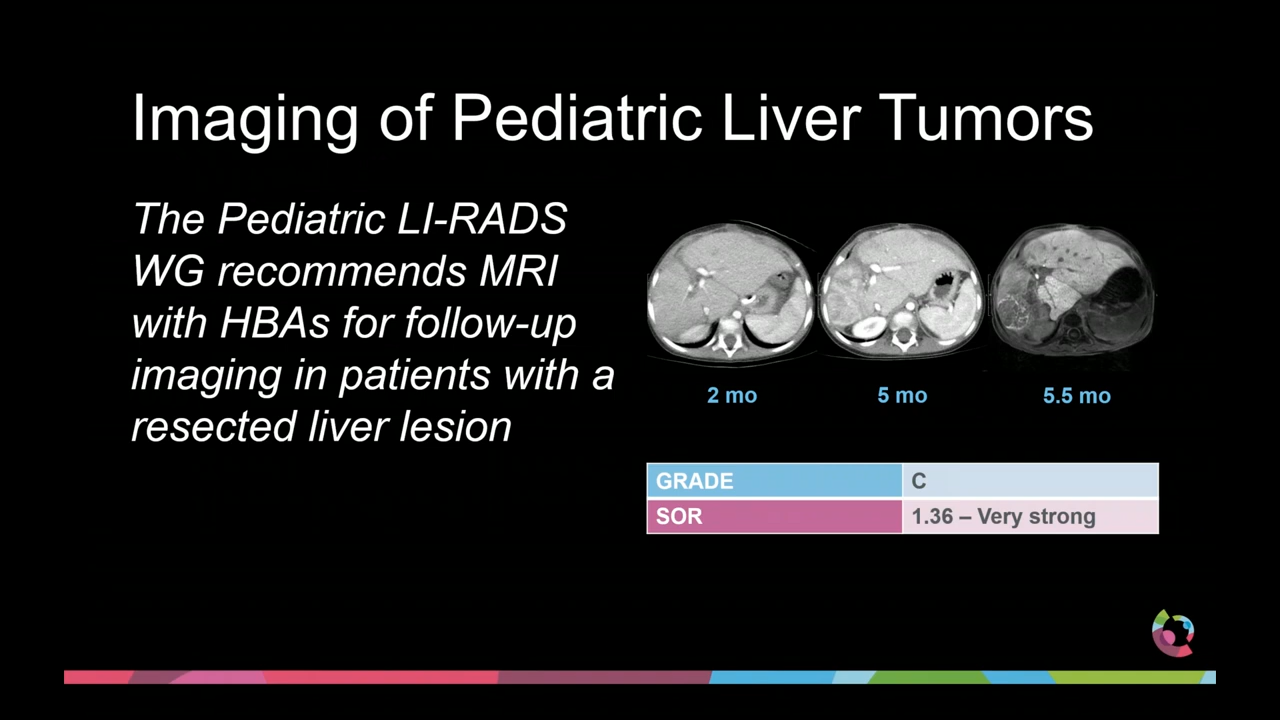 Imaging of Pediatric Liver Tumors
The Pediatric LI-RADS
WG recommends MRI
with HBAs for follow-up
imaging in patients with a
resected liver lesion
2 mo
5 mo
5.5 mo
GRADE C
SOR 1.36 – Very strong